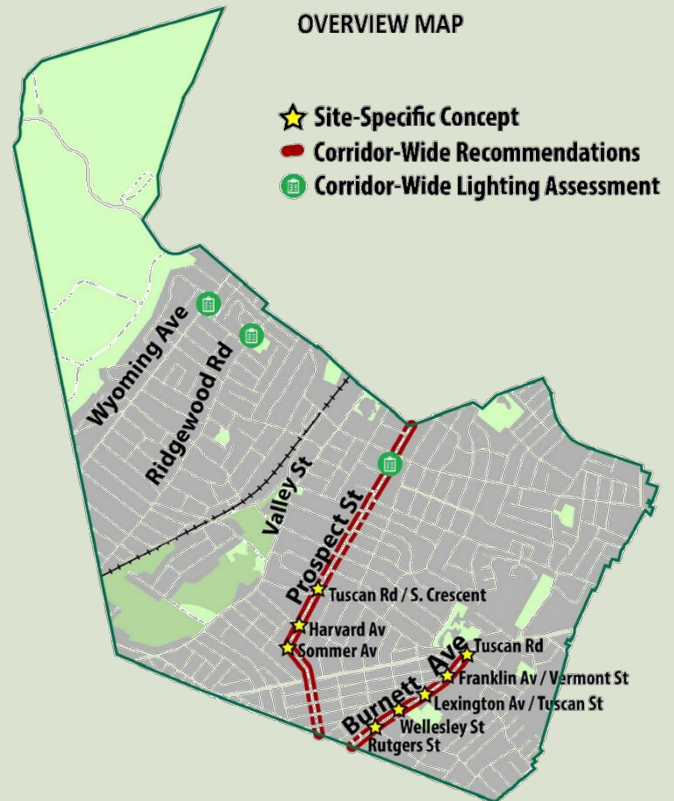 OVERVIEW MAP
Site-Specific Concept
Corridor-Wide Recommendations
Corridor-Wide Lighting Assessment
Wyoming Ave
Ridgewood Rd
Valley St
Prospect St
Tuscan Rd / S. Crescent
Harvard Av
Sommer Av
Burnett Ave
Tuscan Rd
Franklin Av / Vermont St
Lexington Av / Tuscan St
Wellesley St
Rutgers St